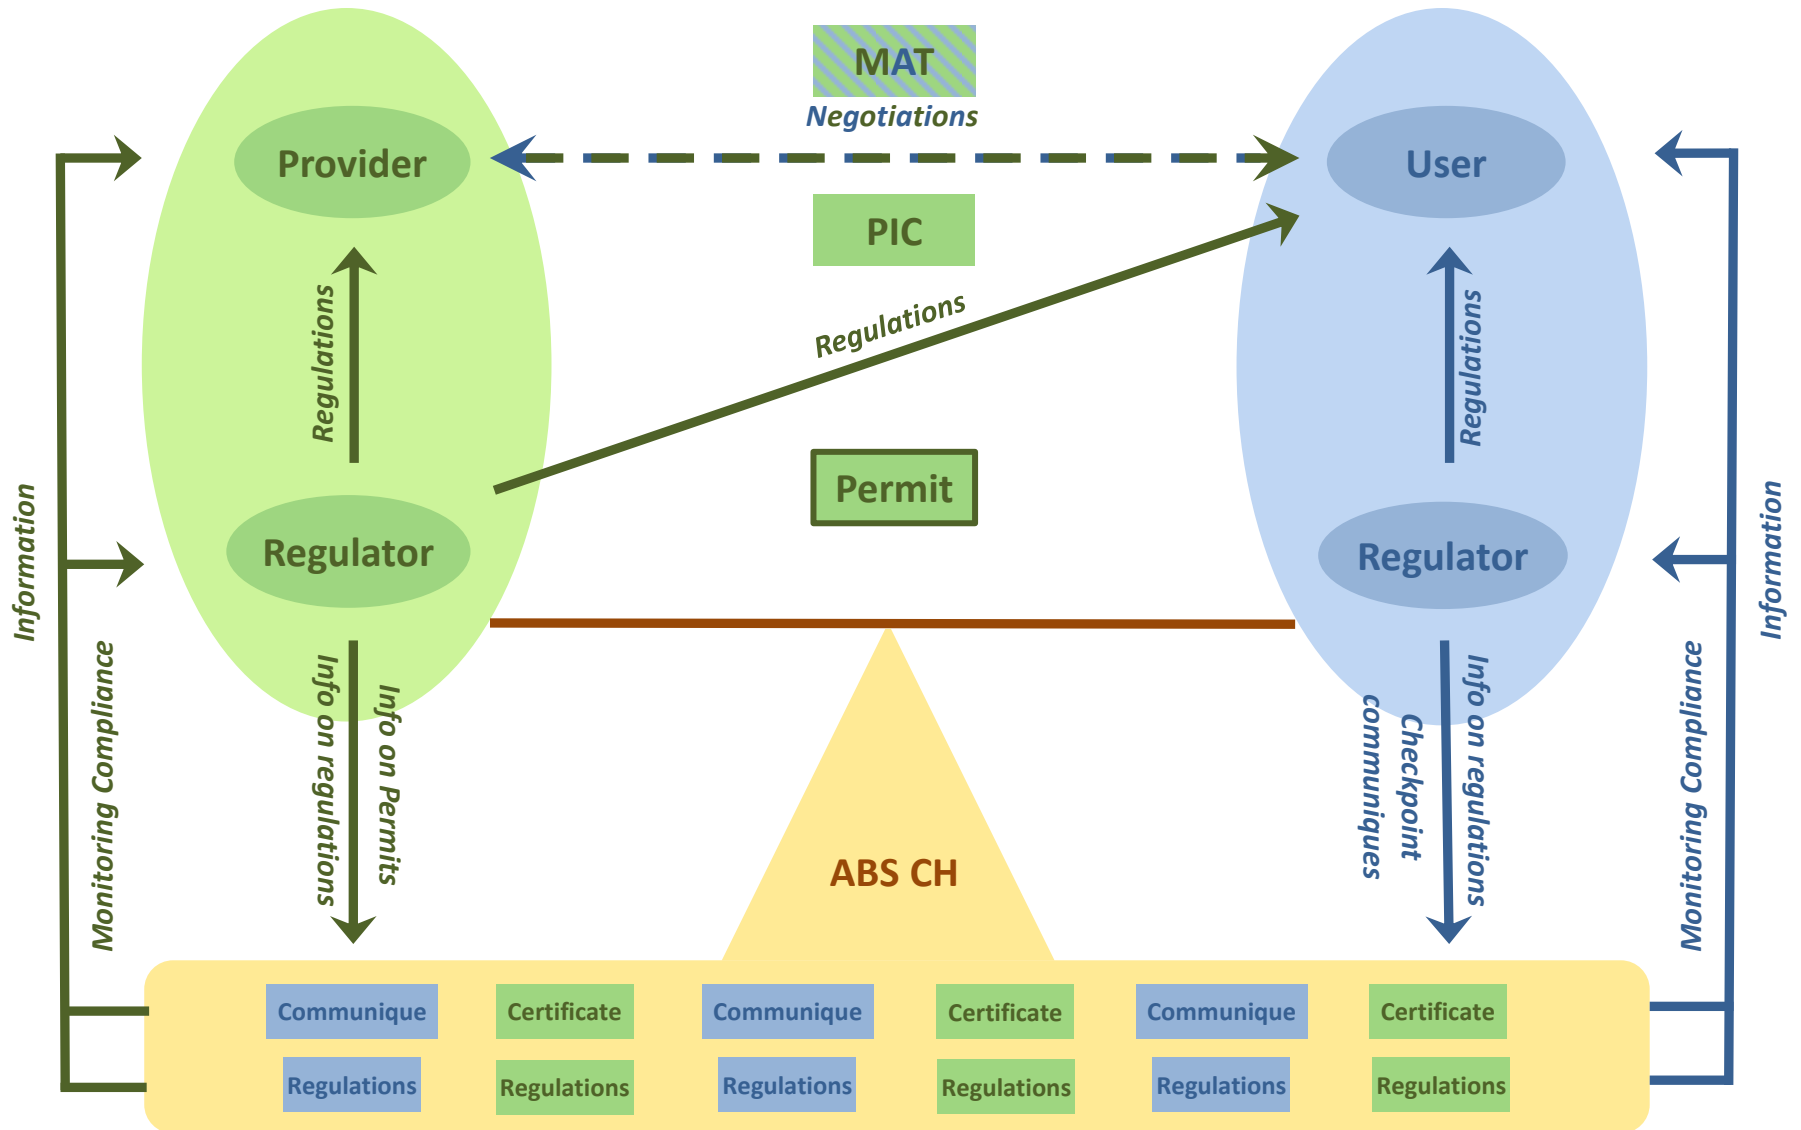 MAT
Negotiations
Provider
User
PIC
Regulations
Regulations
Regulations
Permit
Regulator
Regulator
Information
Monitoring Compliance
Info on regulations
Info on Permits
Checkpoint
communiques
Info on regulations
Monitoring Compliance
Information
ABS CH
Communique
Certificate
Communique
Certificate
Communique
Certificate
Regulations
Regulations
Regulations
Regulations
Regulations
Regulations